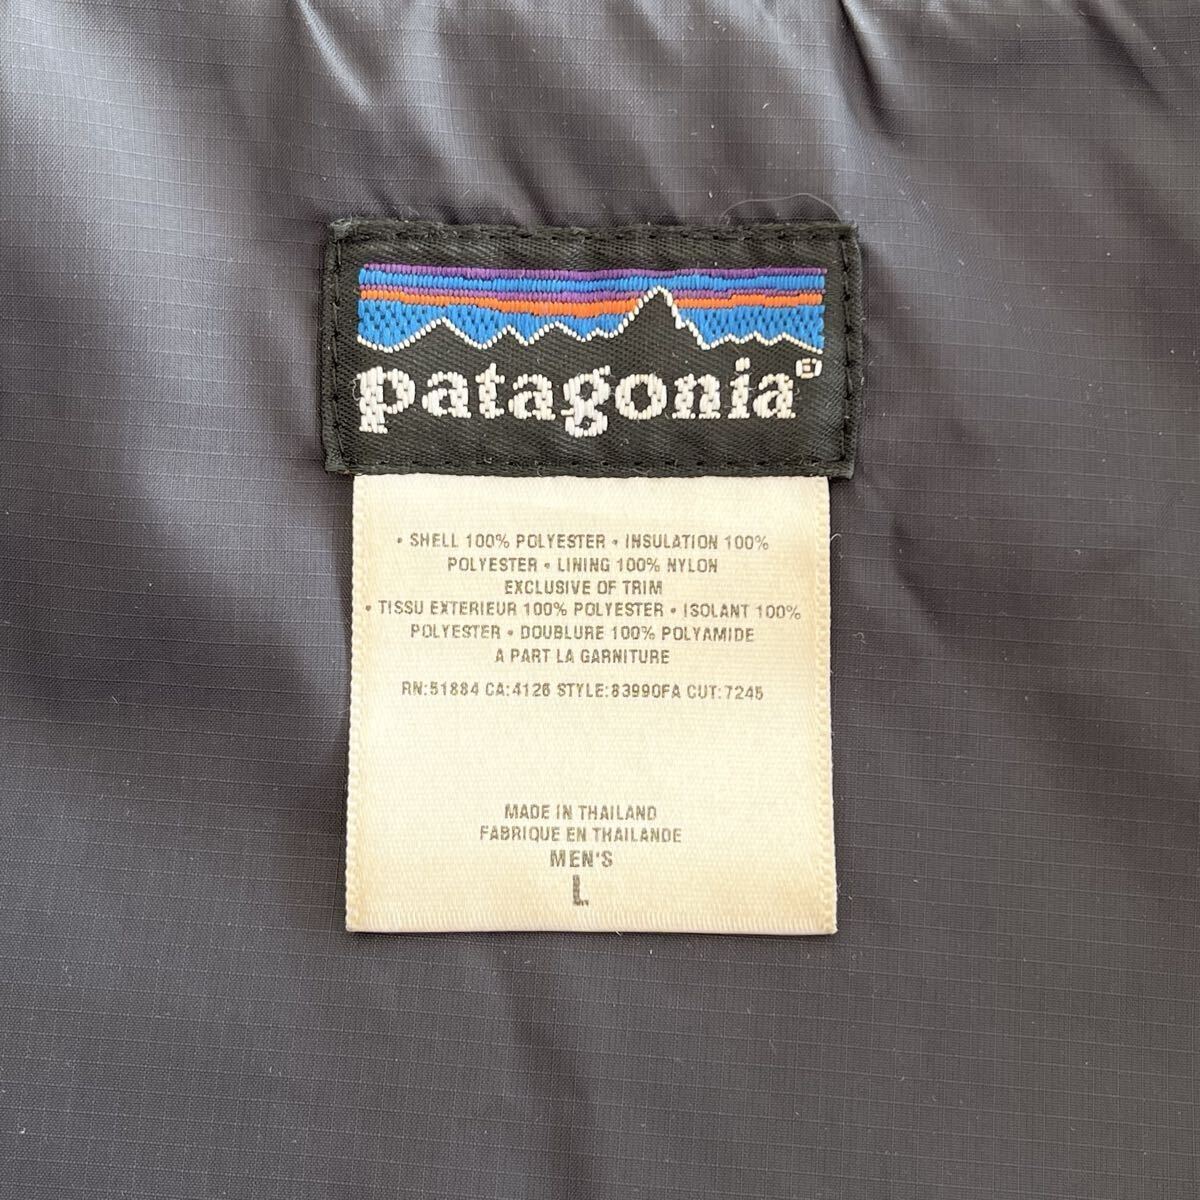 patagonia®
• SHELL 100% POLYESTER • INSULATION 100%
POLYESTER • LINING 100% NYLON
EXCLUSIVE OF TRIM
• TISSU EXTERIEUR 100% POLYESTER • ISOLANT 100%
POLYESTER • DOUBLURE 100% POLYAMIDE
A PART LA GARNITURE
RN:51884 CA:4126 STYLE:83990FA CUT:7245
MADE IN THAILAND
FABRIQUE EN THAILANDE
MEN'S
L